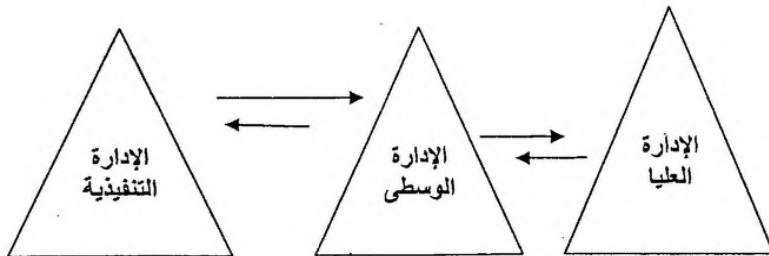 الإدارة
العليا
الإدارة
الوسطى
الإدارة
التنفيذية